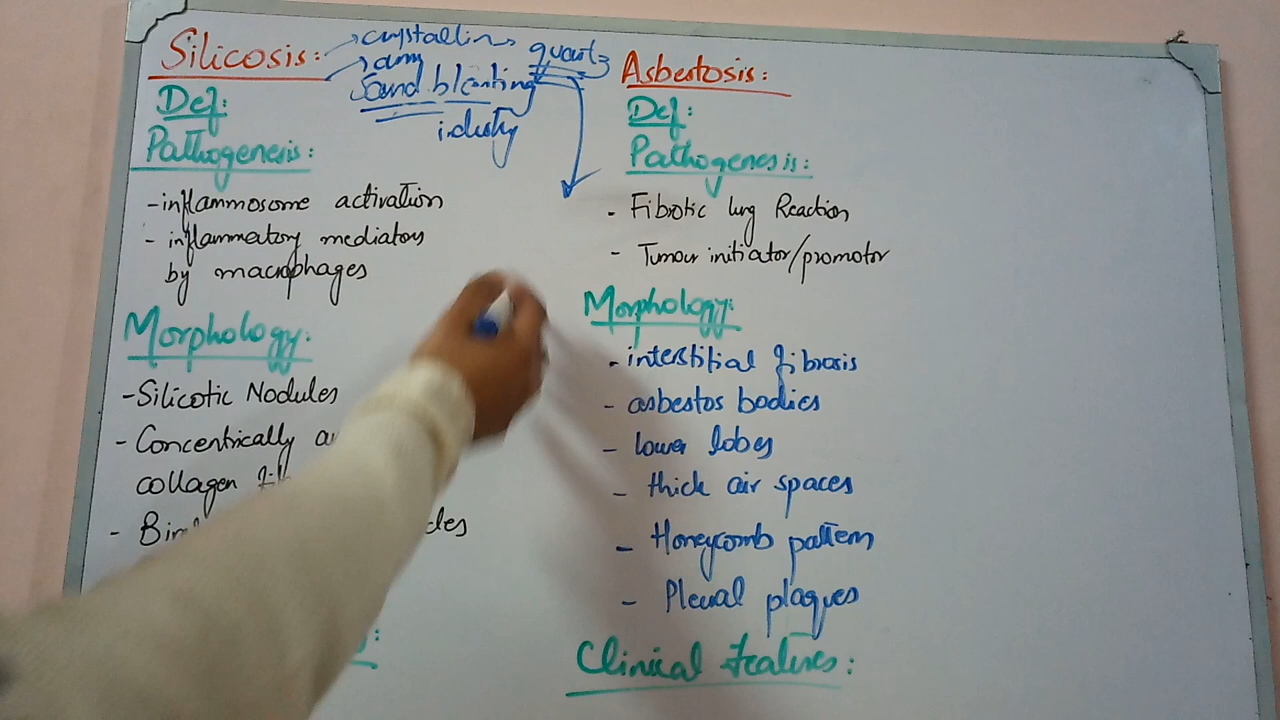 Silicosis:
crystallin
amy
quartz
Sand blasting
industry
Def:
Pathogenesis:
-inflammosome activation
- inflammatory mediators
by macrophages
Morphology:
-Silicotic Nodules
- Concentrically
collagen
-
Asbestosis:
Def:
Pathogenesis:
- Fibrotic lung Reaction
- Tumour initiator/promotor
Morphology:
- interstitial fibrosis
- asbestos bodies
- lower lobes
- thick air spaces
- Honeycomb pattern
- Pleural plaques
Clinical Features: